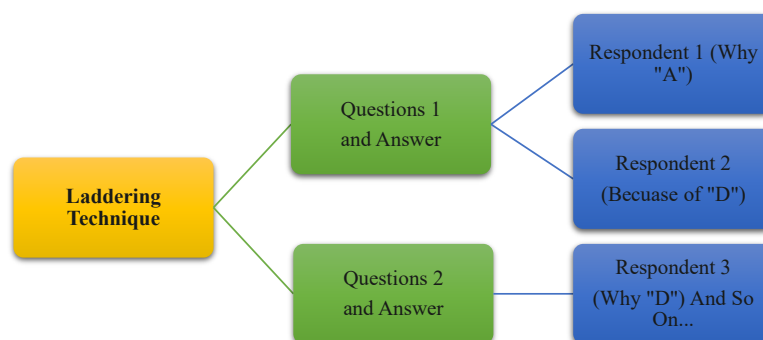 Laddering
Technique
Questions 1
and Answer
Questions 2
and Answer
Respondent 1 (Why
"A")
Respondent 2
(Becuase of "D")
Respondent 3
(Why "D") And So
On...